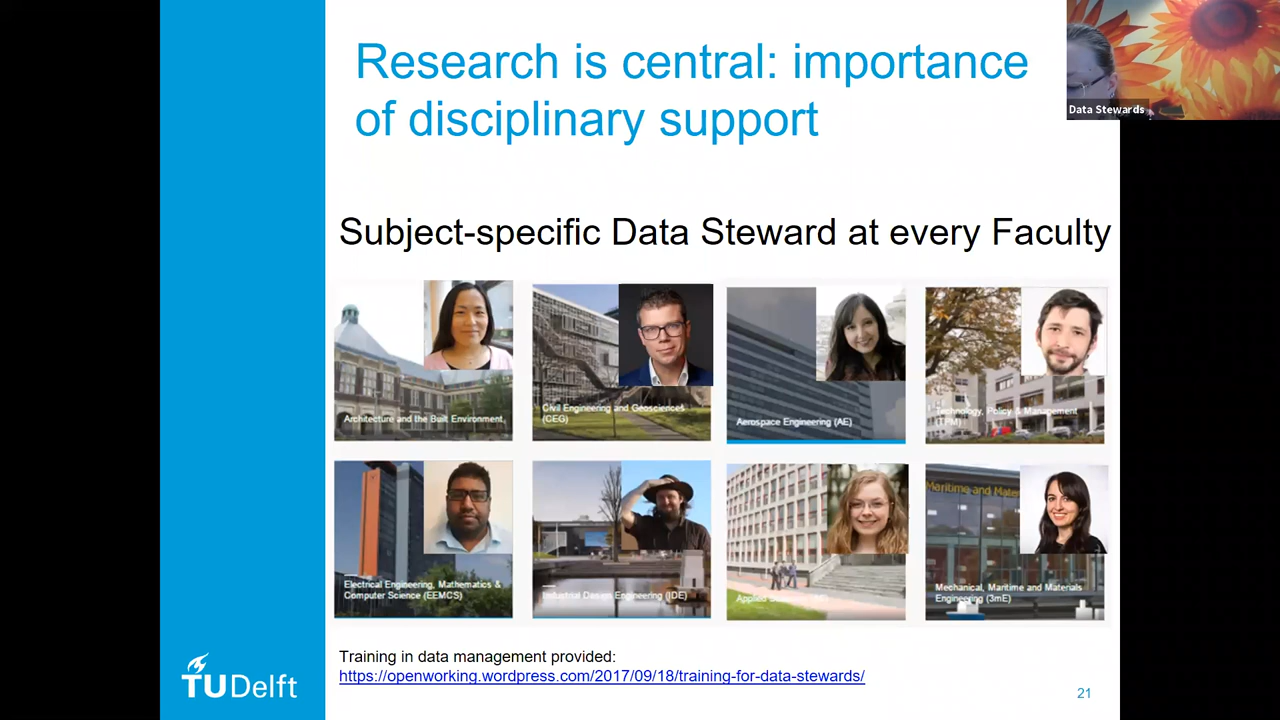 Research is central: importance
of disciplinary support
Data Stewards
Subject-specific Data Steward at every Faculty
Architecture and the Built Environment
Civil Engineering and Geosciences
(CEG)
Aerospace Engineering (AE)
Technology, Policy & Management
(TPM)
Electrical Engineering, Mathematics &
Computer Science (EEMCS)
Industrial Design Engineering (IDE)
Applied
Maritime and
Mechanical, Maritime and Materials
Engineering (3mE)
Training in data management provided:
https://openworking.wordpress.com/2017/09/18/training-for-data-stewards/
TU Delft
21